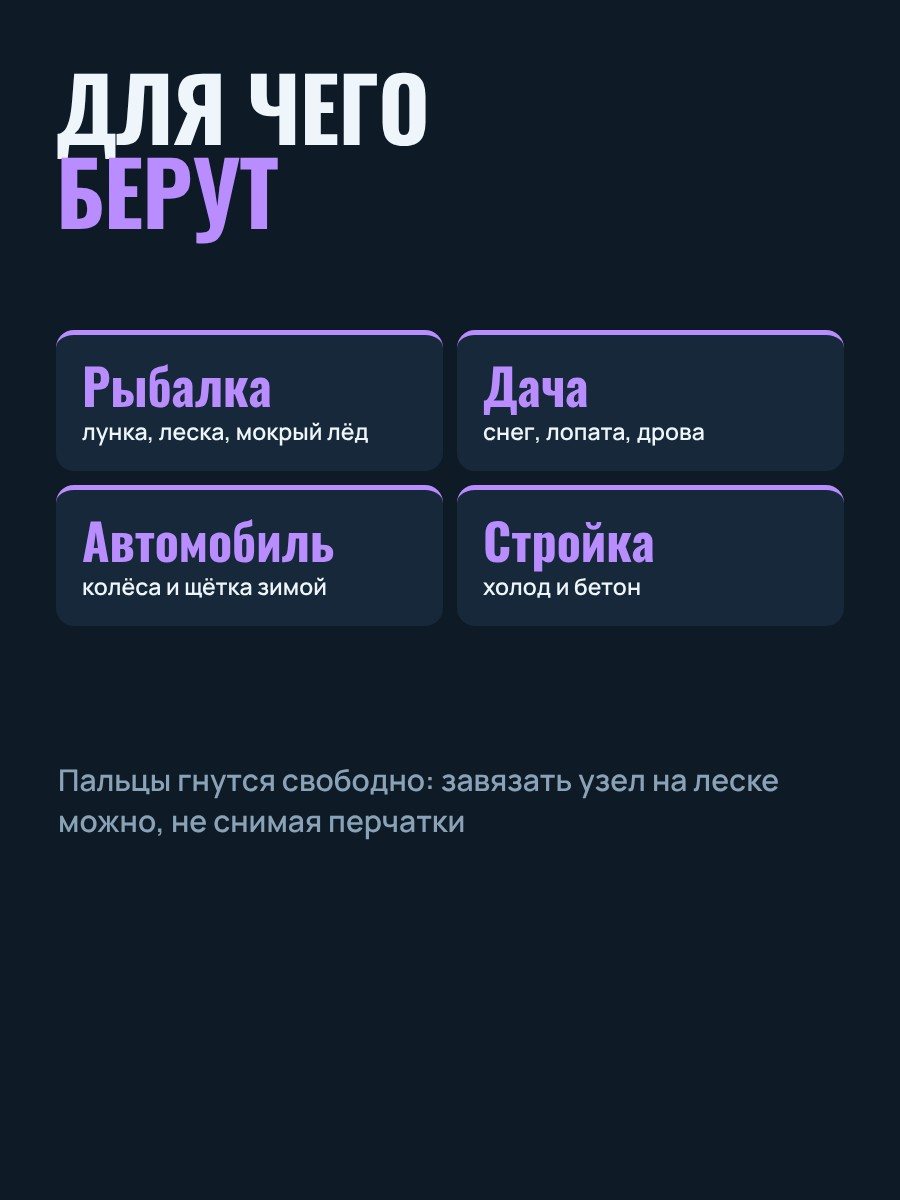 ДЛЯ ЧЕГО
БЕРУТ
Рыбалка
лунка, леска, мокрый лёд
Дача
снег, лопата, дрова
Автомобиль
колёса и щётка зимой
Стройка
холод и бетон
Пальцы гнутся свободно: завязать узел на леске
можно, не снимая перчатки